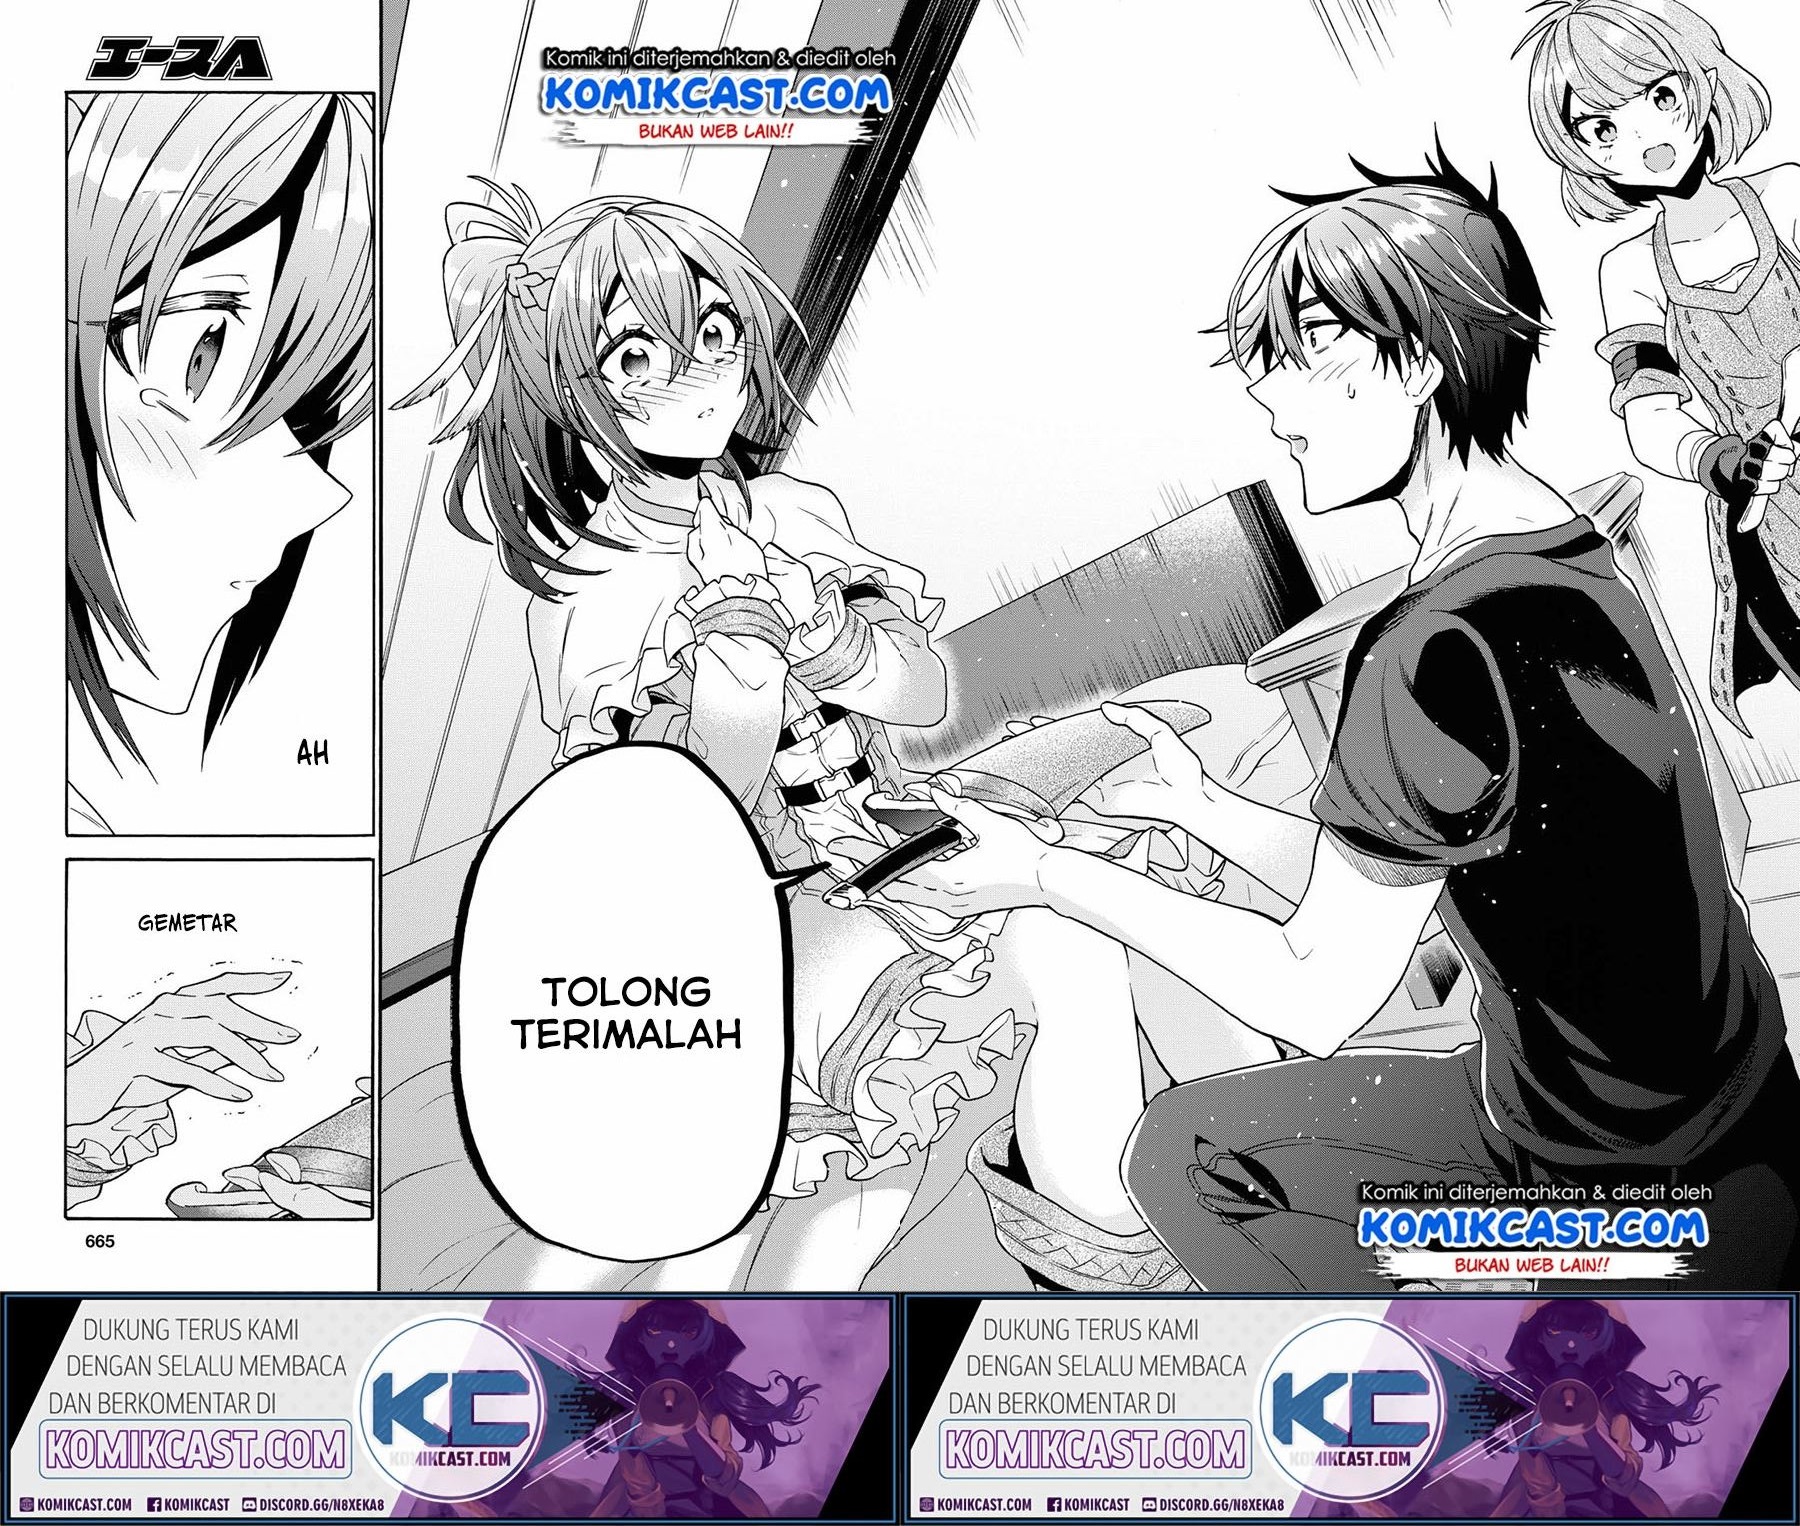 エースA
Komik ini diterjemahkan & diedit oleh
KOMIKCAST.COM
BUKAN WEB LAIN!!
TOLONG
TERIMALAH
AH
GEMETAR
Komik ini diterjemahkan & diedit oleh
KOMIKCAST.COM
BUKAN WEB LAIN!!
665
DUKUNG TERUS KAMI
DENGAN SELALU MEMBACA
DAN BERKOMENTAR DI
KOMIKCAST.COM
KC
KOMIKCAST.COM
KOMIKCAST.COM KOMIKCAST DISCORD.GG/N8XEKA8
DUKUNG TERUS KAMI
DENGAN SELALU MEMBACA
DAN BERKOMENTAR DI
KOMIKCAST.COM
KC
KOMIKCAST.COM
KOMIKCAST.COM KOMIKCAST DISCORD.GG/N8XEKA8